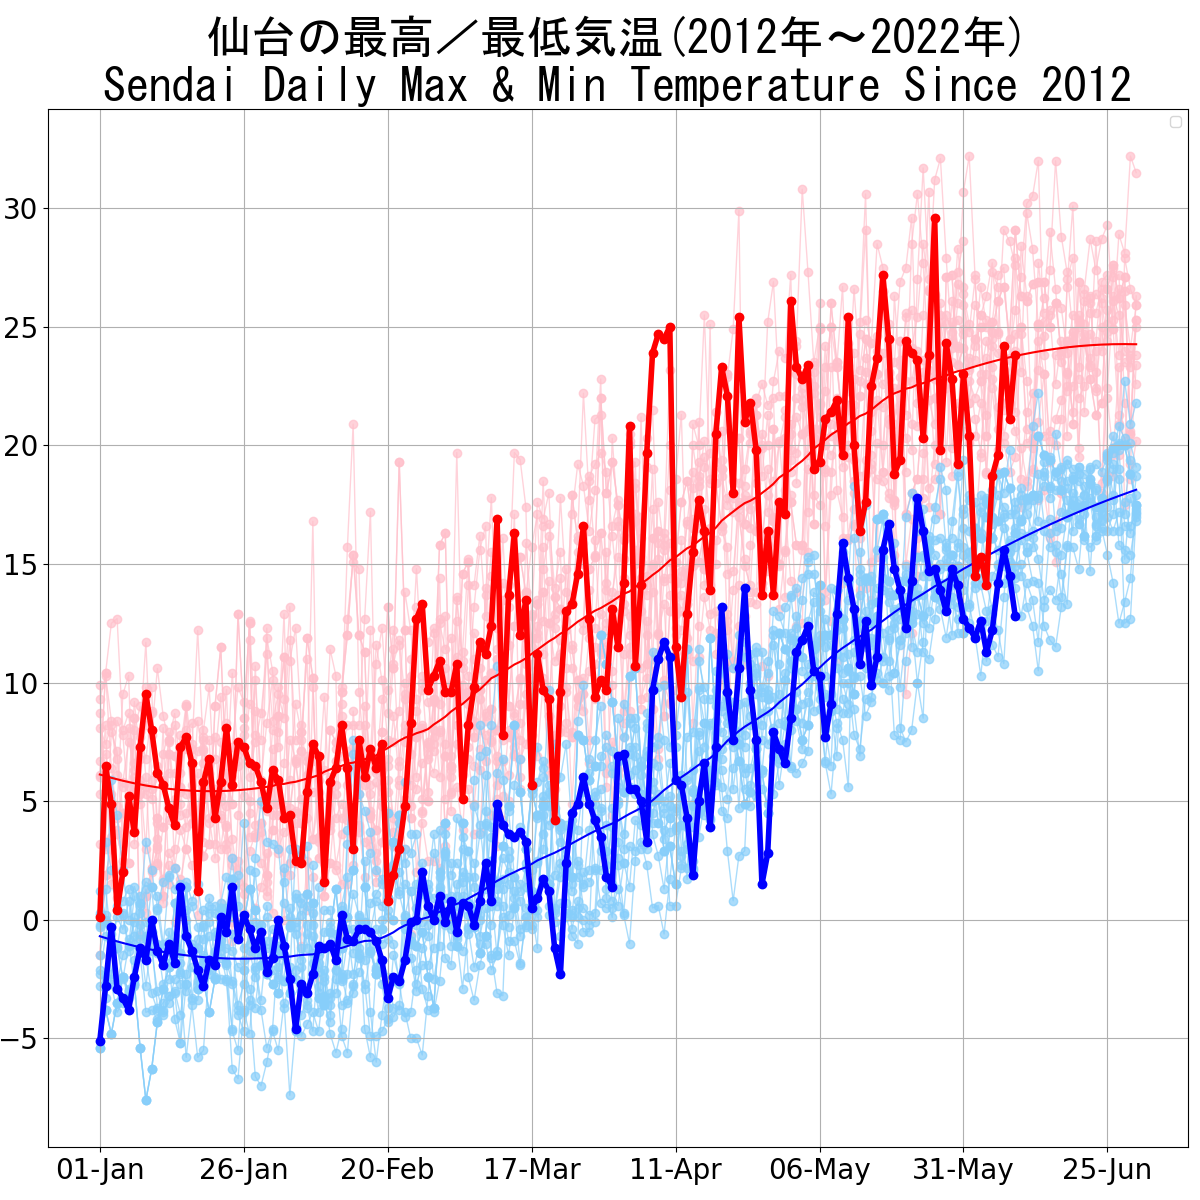 仙台の最高／最低気温(2012年～2022年)
Sendai Daily Max & Min Temperature Since 2012
30
25
20
15
10
5
0
−5
01-Jan 26-Jan 20-Feb 17-Mar 11-Apr 06-May 31-May 25-Jun